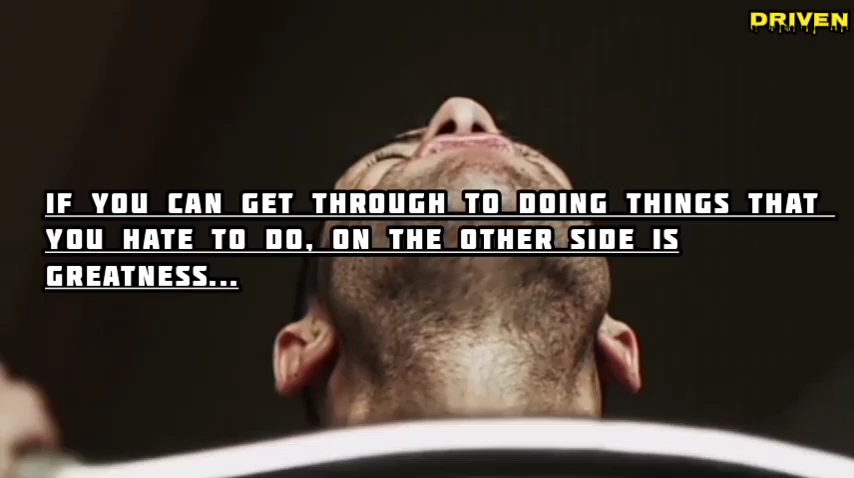 DRIVEN
IF YOU CAN GET THROUGH TO DOING THINGS THAT
YOU HATE TO DO, ON THE OTHER SIDE IS
GREATNESS...